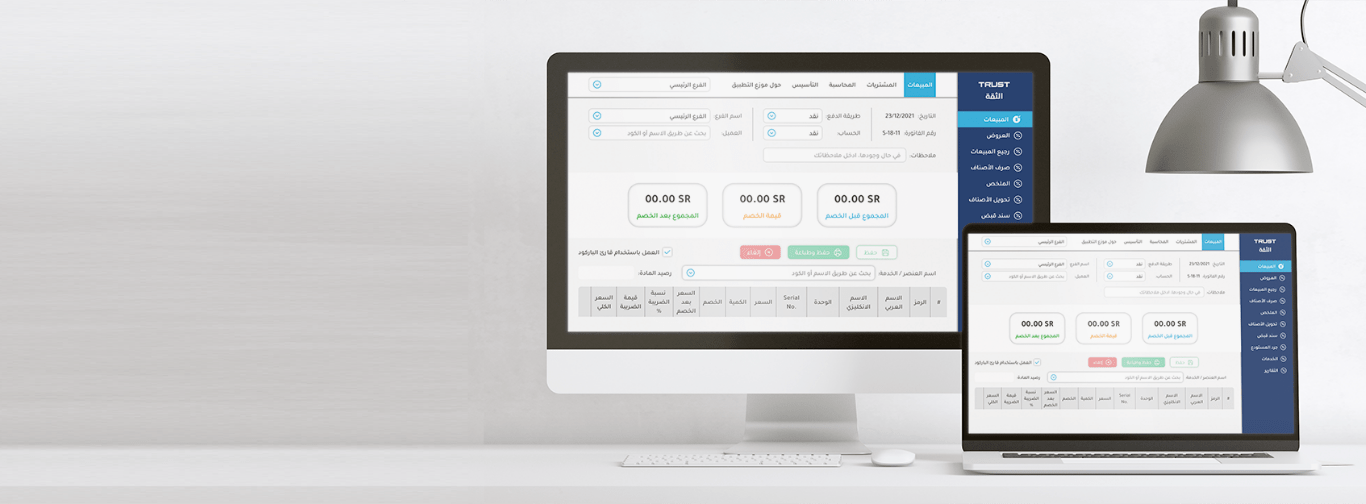 TRUST
الثقة
المبيعات المشتريات المحاسبة التأسيس حول موزع التطبيق الفرع الرئيسي
التاريخ: 23/12/2021 طريقة الدفع: نقد اسم الفرع: الفرع الرئيسي
رقم الفاتورة: S-18-11 الحساب: نقد العميل: بحث عن طريق الاسم أو الكود
ملاحظات: في حال وجودها، ادخل ملاحظاتك.
00.00 SR 00.00 SR 00.00 SR
المجموع قبل الخصم قيمة الخصم المجموع بعد الخصم
حفظ حفظ وطباعة إلغاء العمل باستخدام قارئ الباركود
اسم العنصر / الخدمة: بحث عن طريق الاسم أو الكود رصيد المادة:
# الرمز الاسم العربي الاسم الانكليزي الوحدة Serial No. السعر الكمية الخصم السعر بعد الخصم نسبة الضريبة % قيمة الضريبة السعر الكلي
المبيعات
العروض
رجيع المبيعات
صرف الأصناف
الملخص
تحويل الأصناف
سند قبض
TRUST
الثقة
المبيعات المشتريات المحاسبة التأسيس حول موزع التطبيق الفرع الرئيسي
التاريخ: 23/12/2021 طريقة الدفع: نقد اسم الفرع: الفرع الرئيسي
رقم الفاتورة: S-18-11 الحساب: نقد العميل: بحث عن طريق الاسم أو الكود
ملاحظات: في حال وجودها، ادخل ملاحظاتك.
00.00 SR 00.00 SR 00.00 SR
المجموع قبل الخصم قيمة الخصم المجموع بعد الخصم
حفظ حفظ وطباعة إلغاء العمل باستخدام قارئ الباركود
اسم العنصر / الخدمة: بحث عن طريق الاسم أو الكود رصيد المادة:
# الرمز الاسم العربي الاسم الانكليزي الوحدة Serial No. السعر الكمية الخصم السعر بعد الخصم نسبة الضريبة % قيمة الضريبة السعر الكلي
المبيعات
العروض
رجيع المبيعات
صرف الأصناف
الملخص
تحويل الأصناف
سند قبض
جرد المستودع
الخدمات
التقارير